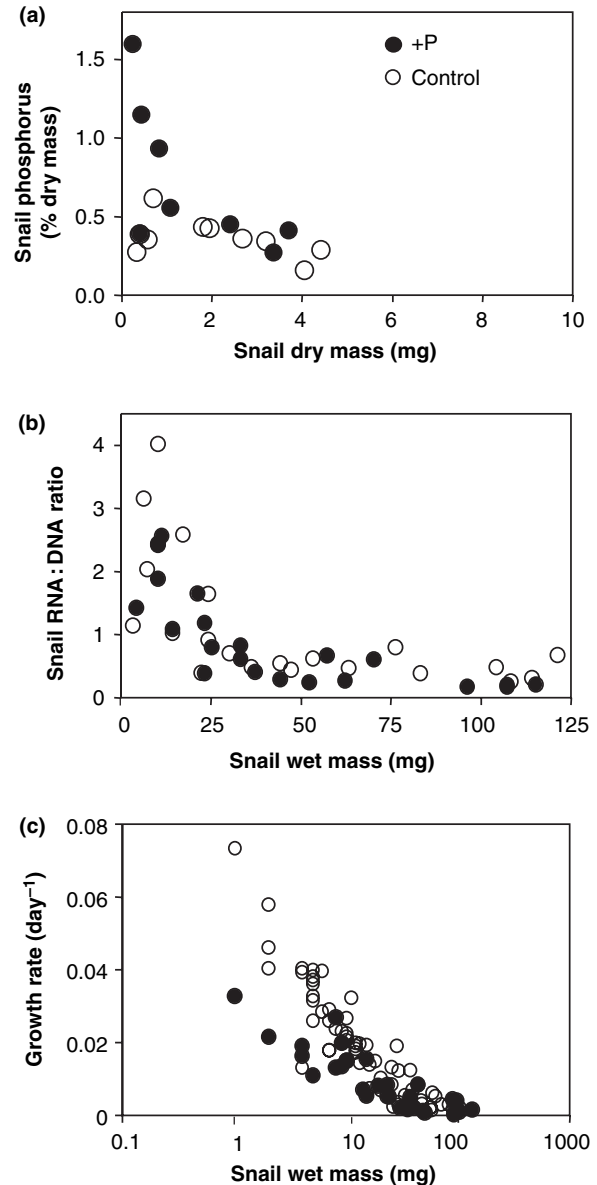 (a)
+P
Control
1.5
1.0
0.5
0.0
Snail phosphorus
(% dry mass)
0 2 4 6 8 10
Snail dry mass (mg)
(b)
4
3
2
1
0
Snail RNA:DNA ratio
0 25 50 75 100 125
Snail wet mass (mg)
(c)
0.08
0.06
0.04
0.02
0
Growth rate (day⁻¹)
0.1 1 10 100 1000
Snail wet mass (mg)